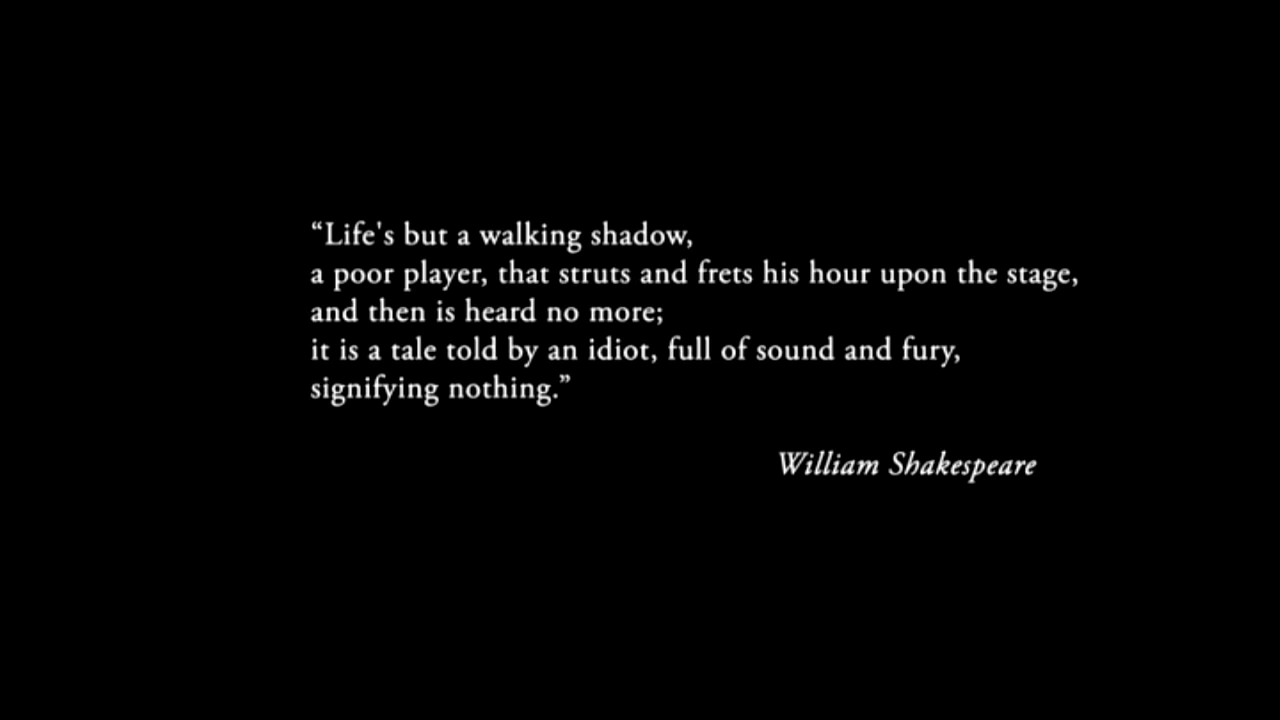 “Life's but a walking shadow,
a poor player, that struts and frets his hour upon the stage,
and then is heard no more;
it is a tale told by an idiot, full of sound and fury,
signifying nothing.”
William Shakespeare